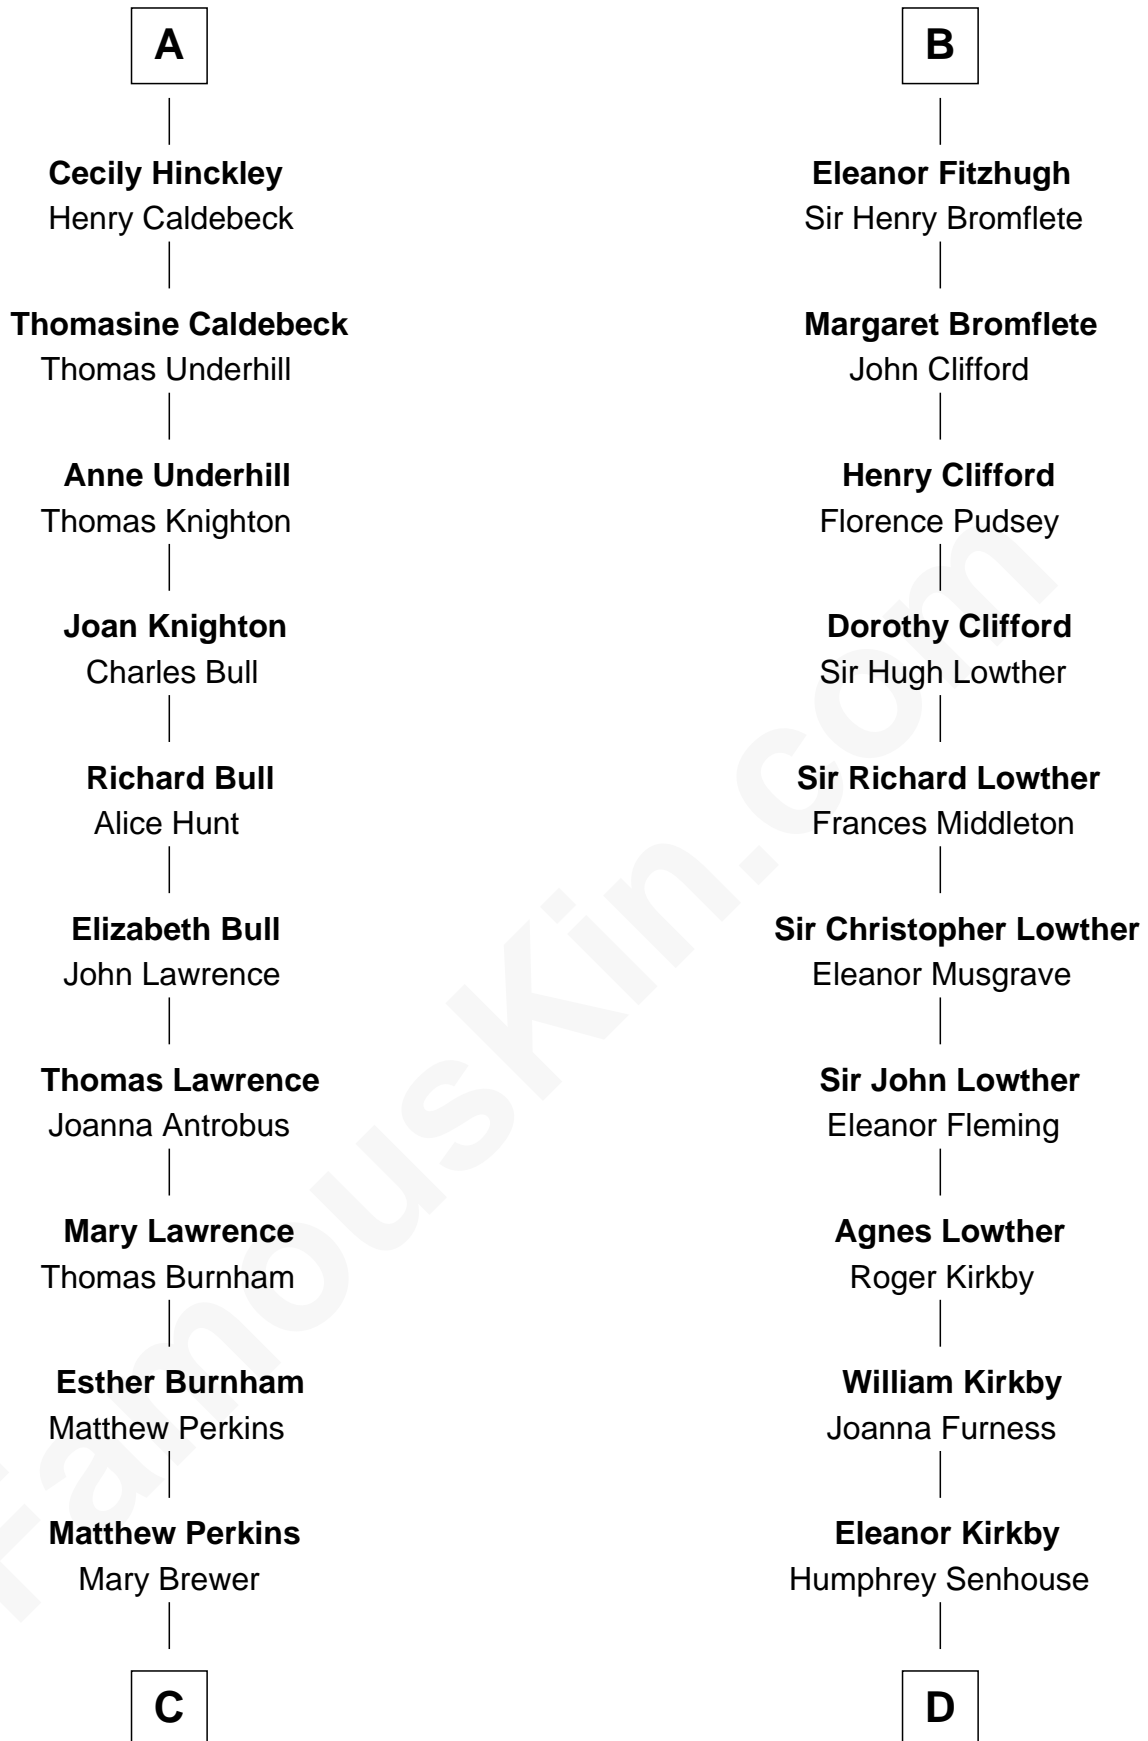 A
Cecily Hinckley
Henry Caldebeck
Thomasine Caldebeck
Thomas Underhill
Anne Underhill
Thomas Knighton
Joan Knighton
Charles Bull
Richard Bull
Alice Hunt
Elizabeth Bull
John Lawrence
Thomas Lawrence
Joanna Antrobus
Mary Lawrence
Thomas Burnham
Esther Burnham
Matthew Perkins
Matthew Perkins
Mary Brewer
C
B
Eleanor Fitzhugh
Sir Henry Bromflete
Margaret Bromflete
John Clifford
Henry Clifford
Florence Pudsey
Dorothy Clifford
Sir Hugh Lowther
Sir Richard Lowther
Frances Middleton
Sir Christopher Lowther
Eleanor Musgrave
Sir John Lowther
Eleanor Fleming
Agnes Lowther
Roger Kirkby
William Kirkby
Joanna Furness
Eleanor Kirkby
Humphrey Senhouse
D
FamousKin.com